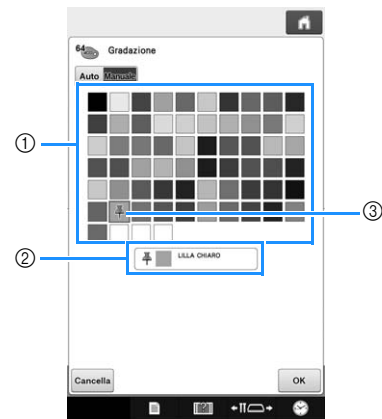 64
Gradazione
Auto Manuale
①
③
②
LILLA CHIARO
Cancella OK